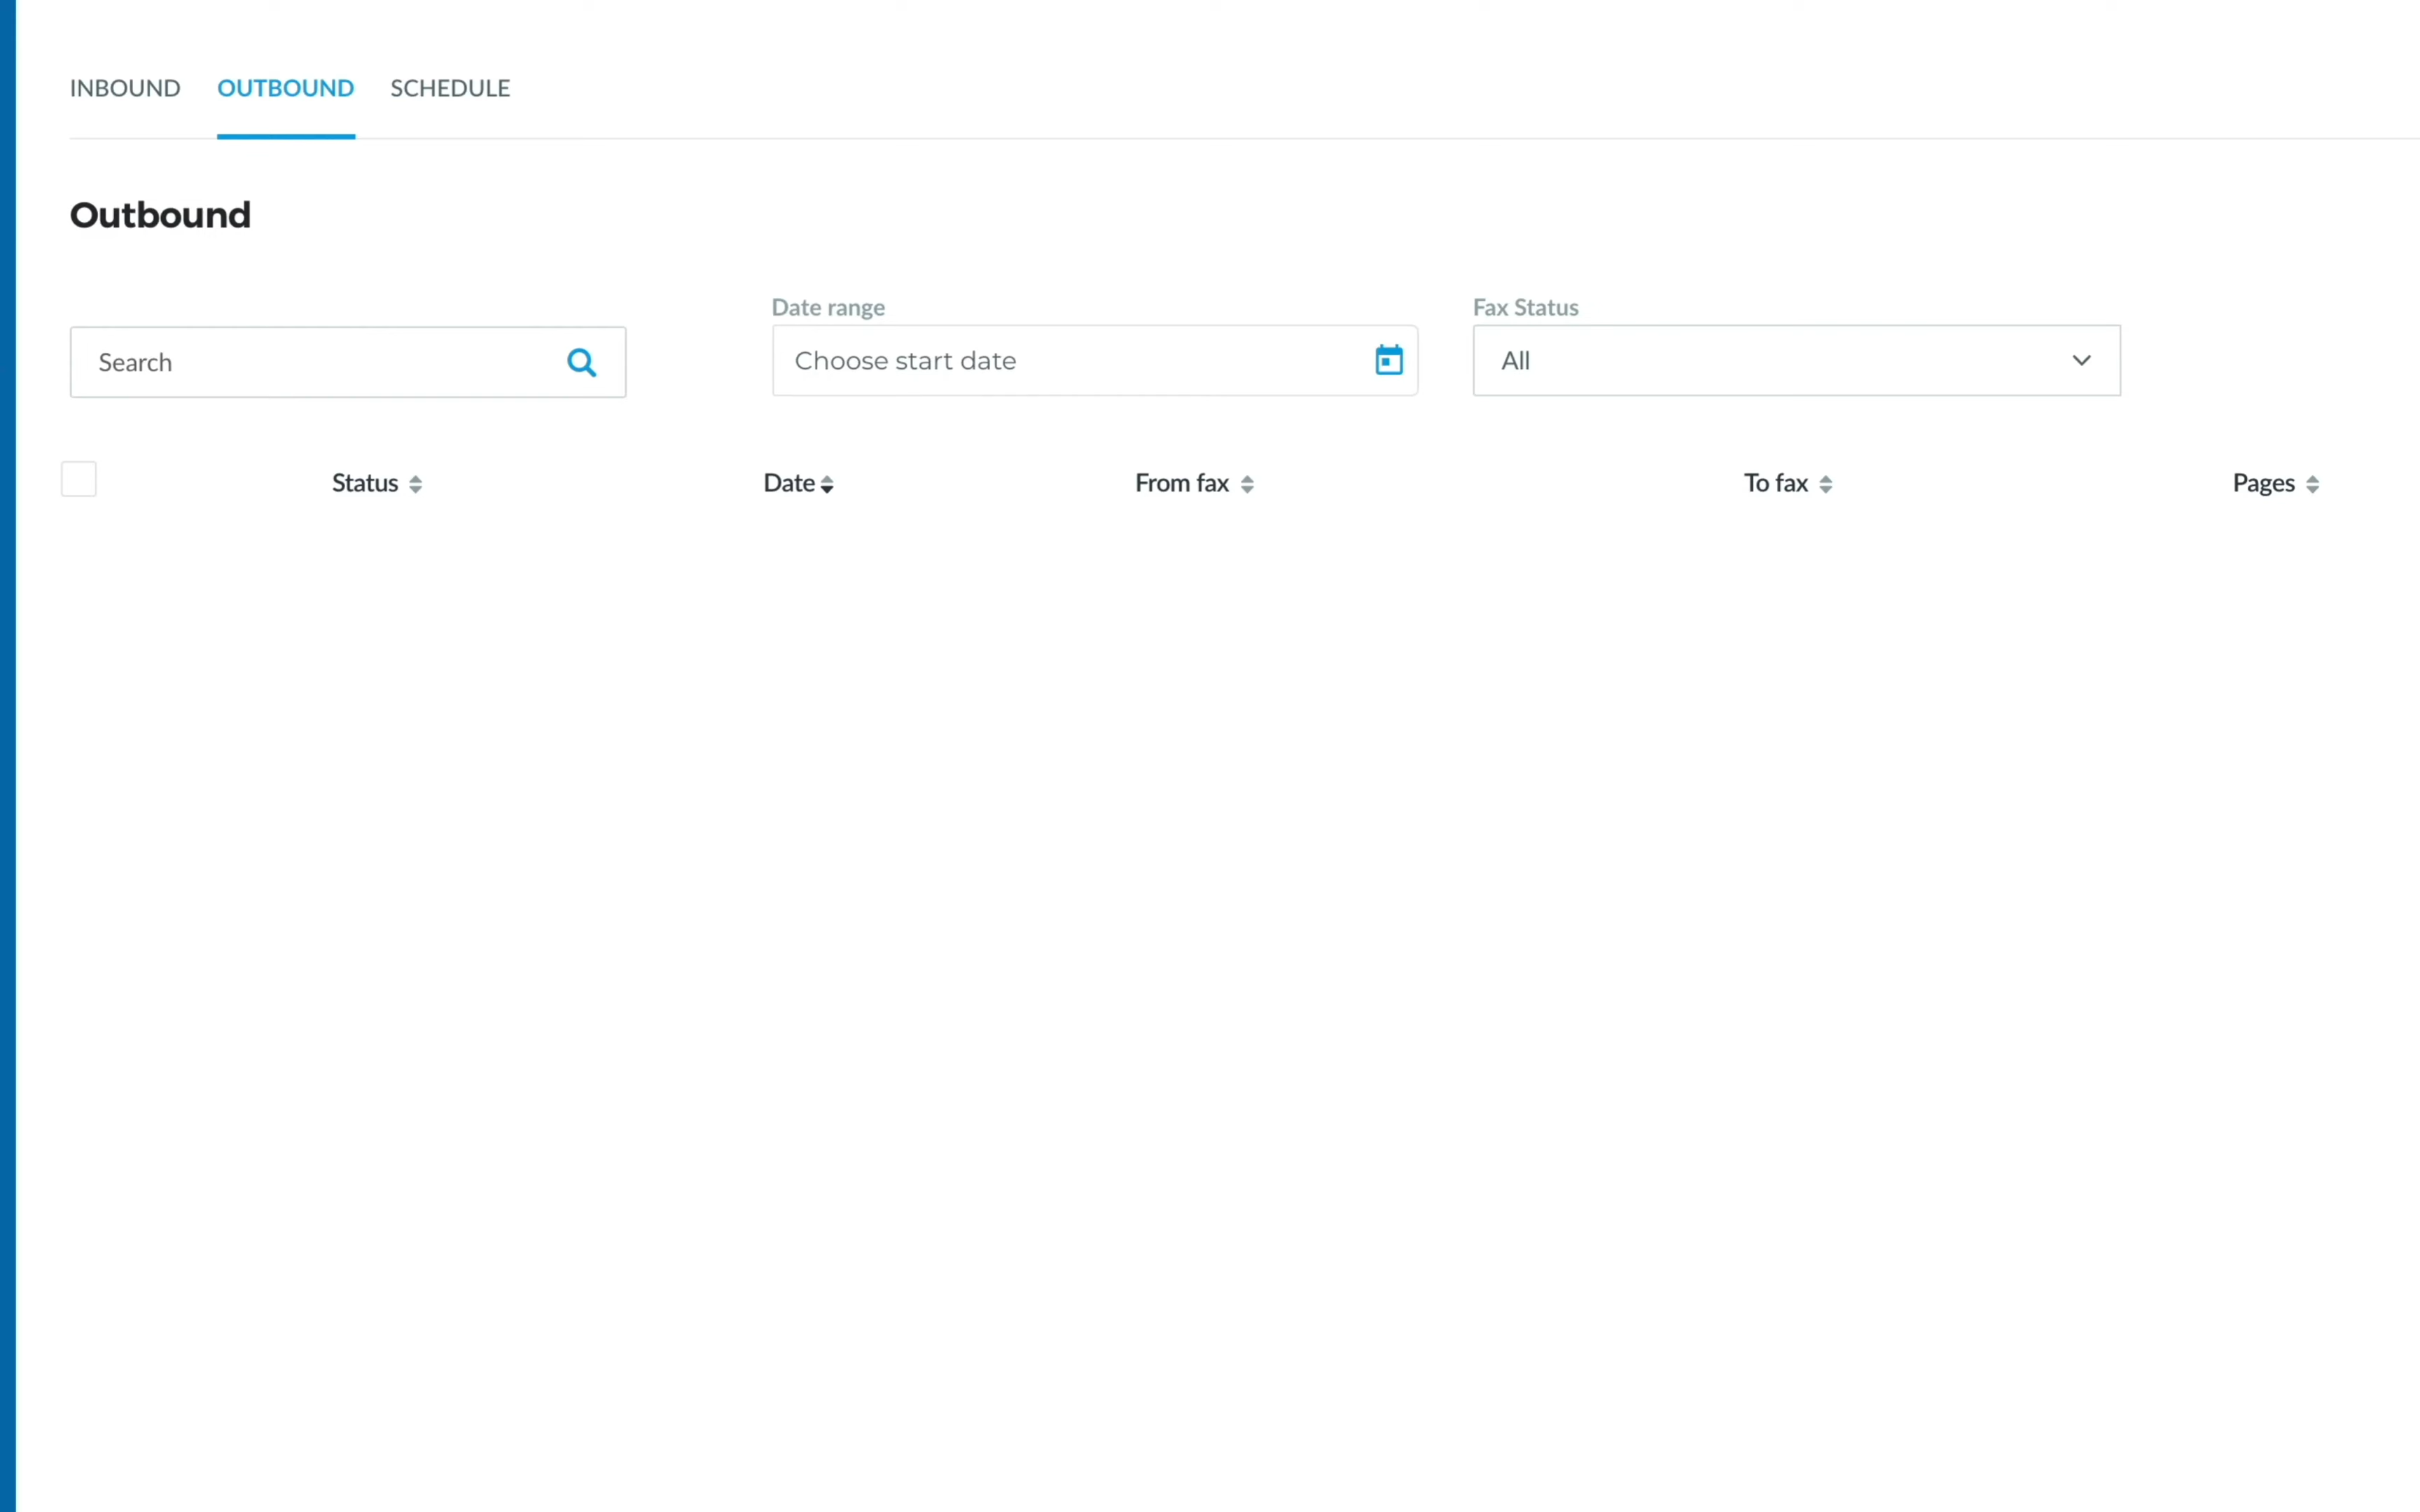 INBOUND OUTBOUND SCHEDULE
Outbound
Date range Fax Status
Search Choose start date All
Status Date From fax To fax Pages